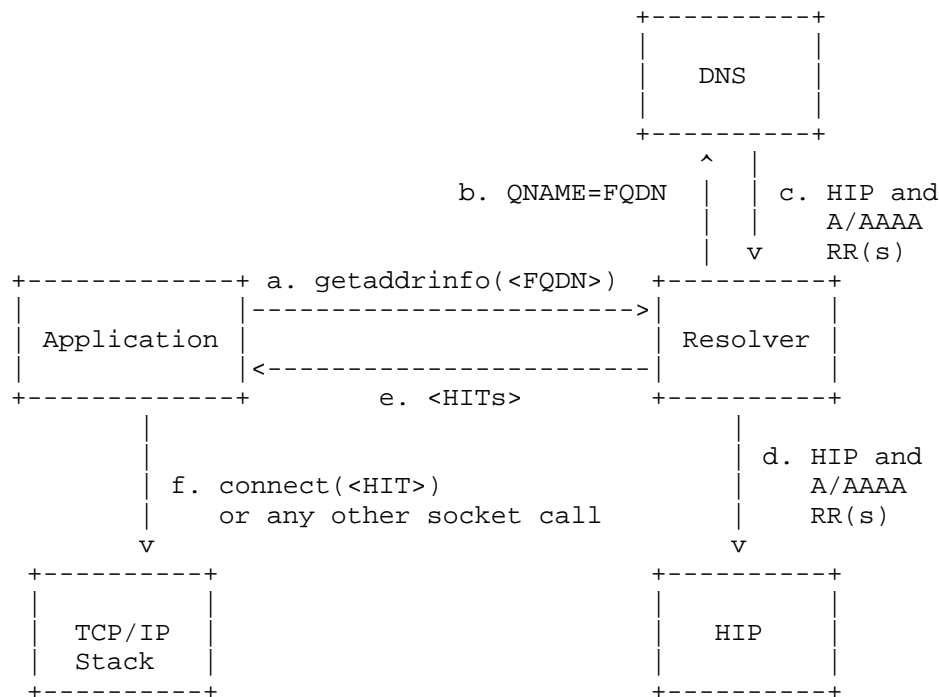 DNS
b. QNAME=FQDN
c. HIP and
A/AAAA
RR(s)
a. getaddrinfo(<FQDN>)
Application
Resolver
e. <HITs>
d. HIP and
f. connect(<HIT>)
A/AAAA
or any other socket call
RR(s)
TCP/IP
HIP
Stack